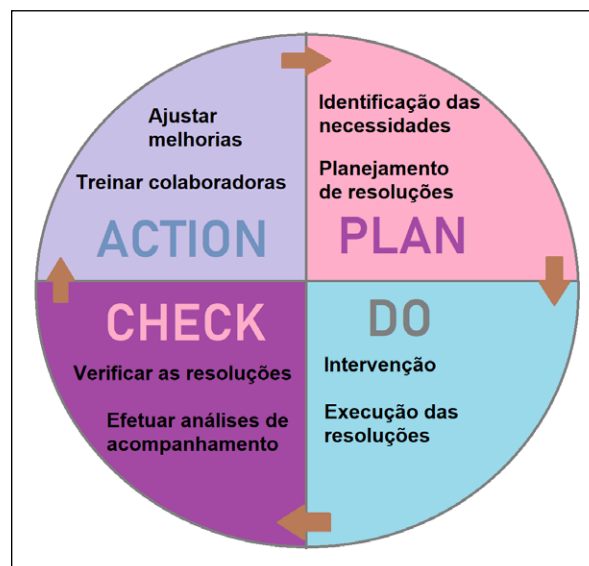 Ajustar
melhorias
Treinar colaboradoras
ACTION
Identificação das
necessidades
Planejamento
de resoluções
PLAN
DO
Intervenção
Execução das
resoluções
CHECK
Verificar as resoluções
Efetuar análises de
acompanhamento